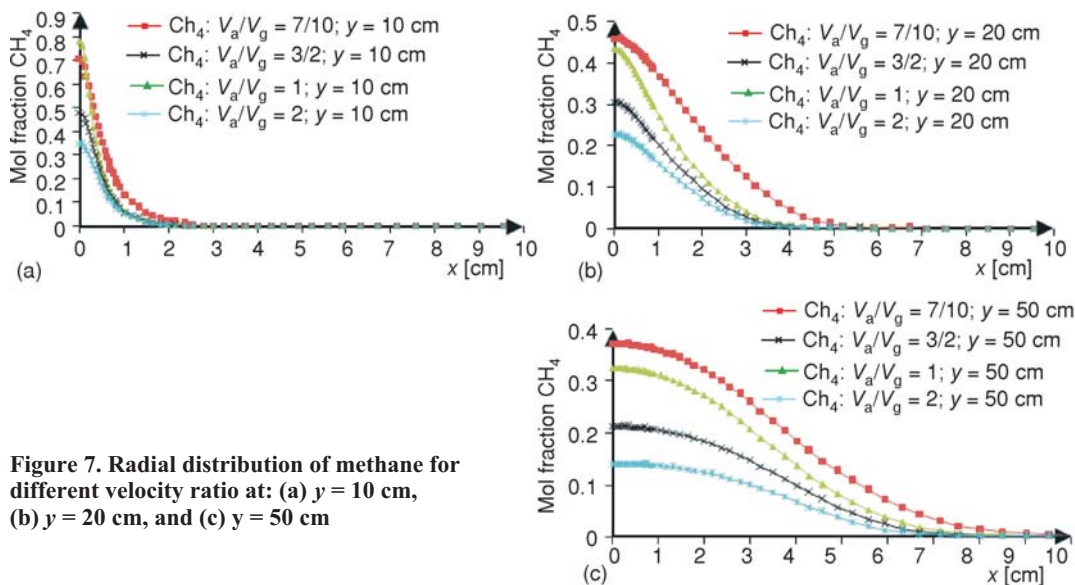 Mol fraction CH4
0.9
0.8
0.7
0.6
0.5
0.4
0.3
0.2
0.1
0
Ch4: Va/Vg = 7/10; y = 10 cm
Ch4: Va/Vg = 3/2; y = 10 cm
Ch4: Va/Vg = 1; y = 10 cm
Ch4: Va/Vg = 2; y = 10 cm
0 1 2 3 4 5 6 7 8 9 10
x [cm]
(a)
Mol fraction CH4
0.5
0.4
0.3
0.2
0.1
0
Ch4: Va/Vg = 7/10; y = 20 cm
Ch4: Va/Vg = 3/2; y = 20 cm
Ch4: Va/Vg = 1; y = 20 cm
Ch4: Va/Vg = 2; y = 20 cm
0 1 2 3 4 5 6 7 8 9 10
x [cm]
(b)
Mol fraction CH4
0.4
0.3
0.2
0.1
0
Ch4: Va/Vg = 7/10; y = 50 cm
Ch4: Va/Vg = 3/2; y = 50 cm
Ch4: Va/Vg = 1; y = 50 cm
Ch4: Va/Vg = 2; y = 50 cm
0 1 2 3 4 5 6 7 8 9 10
x [cm]
(c)
Figure 7. Radial distribution of methane for
different velocity ratio at: (a) y = 10 cm,
(b) y = 20 cm, and (c) y = 50 cm